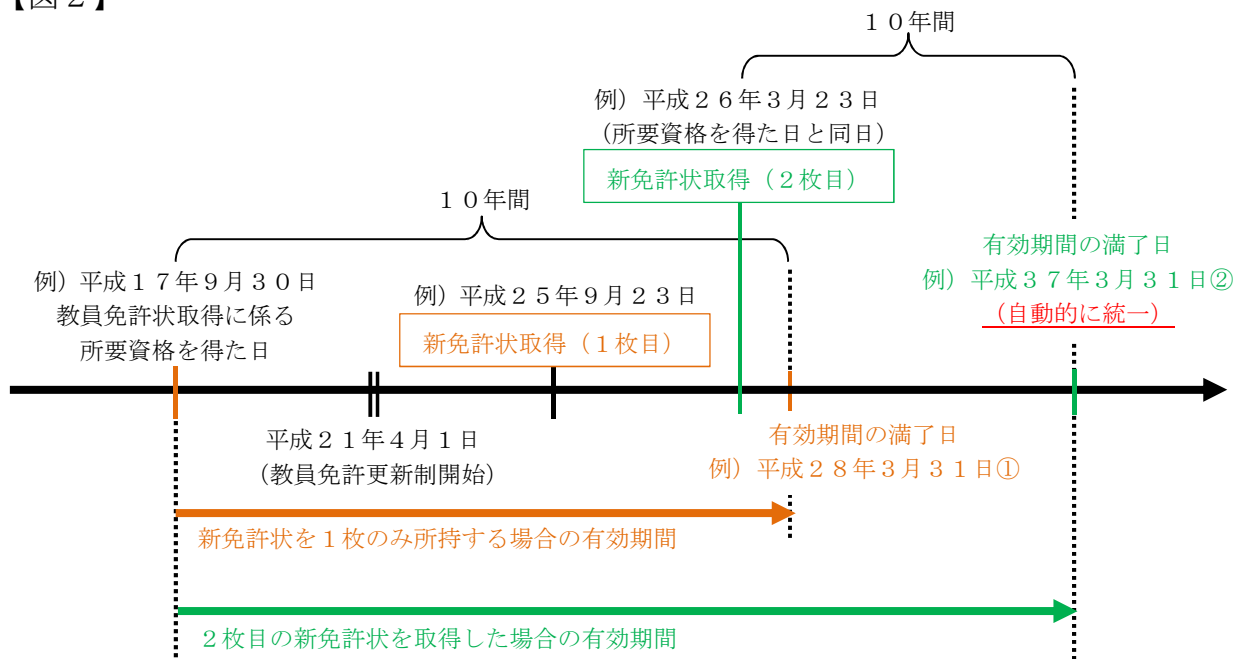 【図２】
１０年間
例）平成２６年３月２３日
（所要資格を得た日と同日）
新免許状取得（２枚目）
１０年間
有効期間の満了日
例）平成３７年３月３１日②
（自動的に統一）
例）平成１７年９月３０日
教員免許状取得に係る
所要資格を得た日
例）平成２５年９月２３日
新免許状取得（１枚目）
平成２１年４月１日
（教員免許更新制開始）
有効期間の満了日
例）平成２８年３月３１日①
新免許状を１枚のみ所持する場合の有効期間
２枚目の新免許状を取得した場合の有効期間